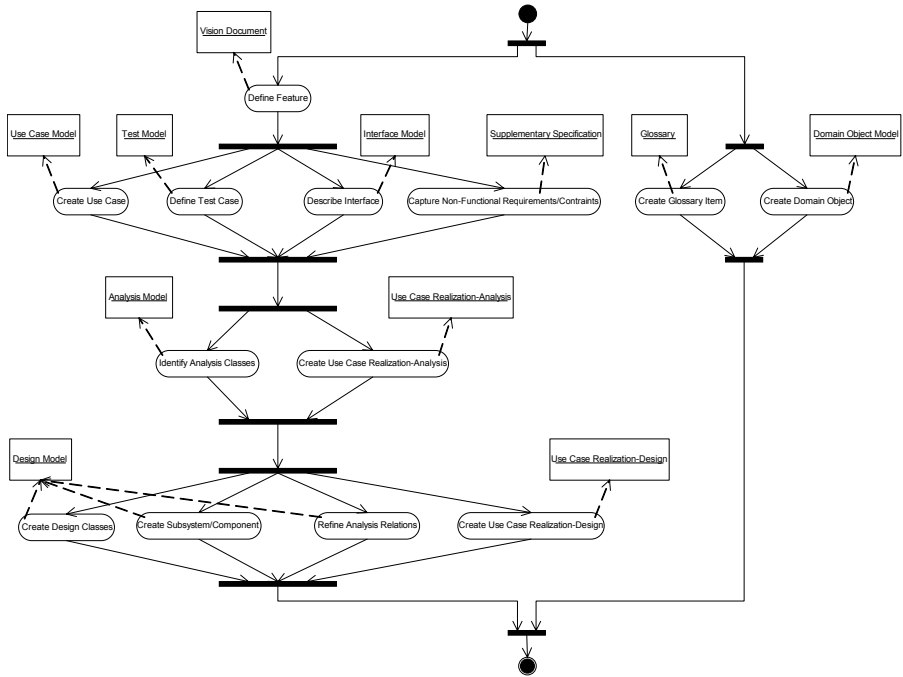 Vision Document
Define Feature
Use Case Model
Test Model
Interface Model
Supplementary Specification
Glossary
Domain Object Model
Create Use Case
Define Test Case
Describe Interface
Capture Non-Functional Requirements/Contraints
Create Glossary Item
Create Domain Object
Analysis Model
Use Case Realization-Analysis
Identify Analysis Classes
Create Use Case Realization-Analysis
Design Model
Use Case Realization-Design
Create Design Classes
Create Subsystem/Component
Refine Analysis Relations
Create Use Case Realization-Design